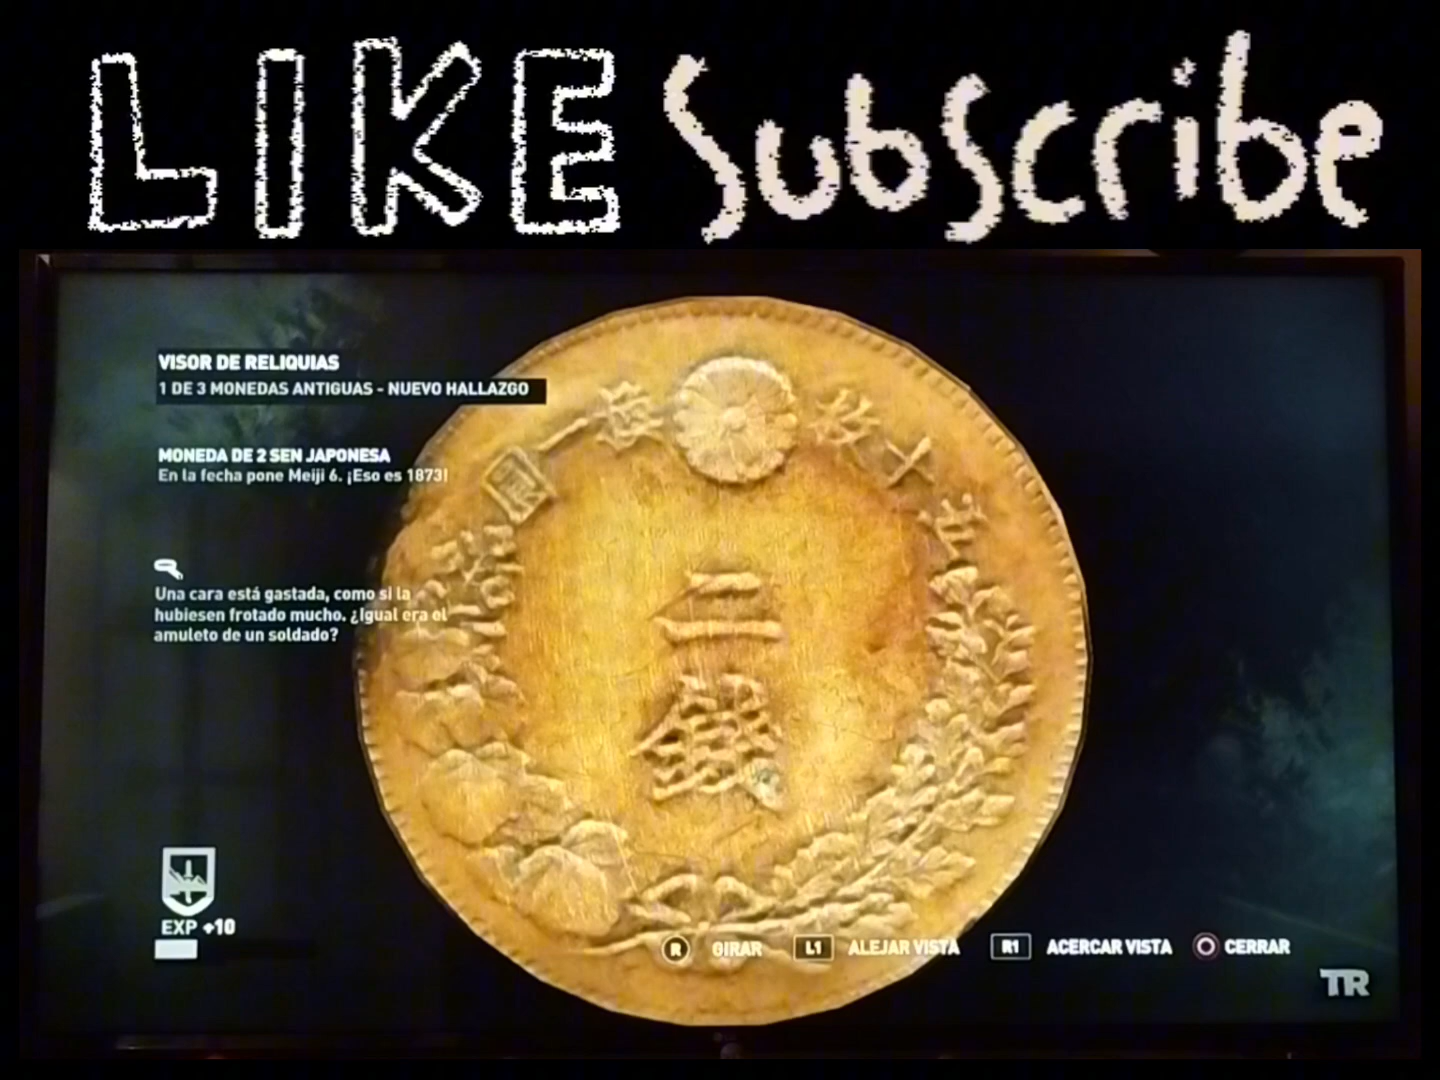 LIKE Subscribe
VISOR DE RELIQUIAS
1 DE 3 MONEDAS ANTIGUAS - NUEVO HALLAZGO
MONEDA DE 2 SEN JAPONESA
En la fecha pone Meiji 6. ¡Eso es 1873!
Una cara está gastada, como si la
hubiesen frotado mucho. ¿Igual era el
amuleto de un soldado?
二
銭
EXP +10
R GIRAR L1 ALEJAR VISTA R1 ACERCAR VISTA CERRAR
TR